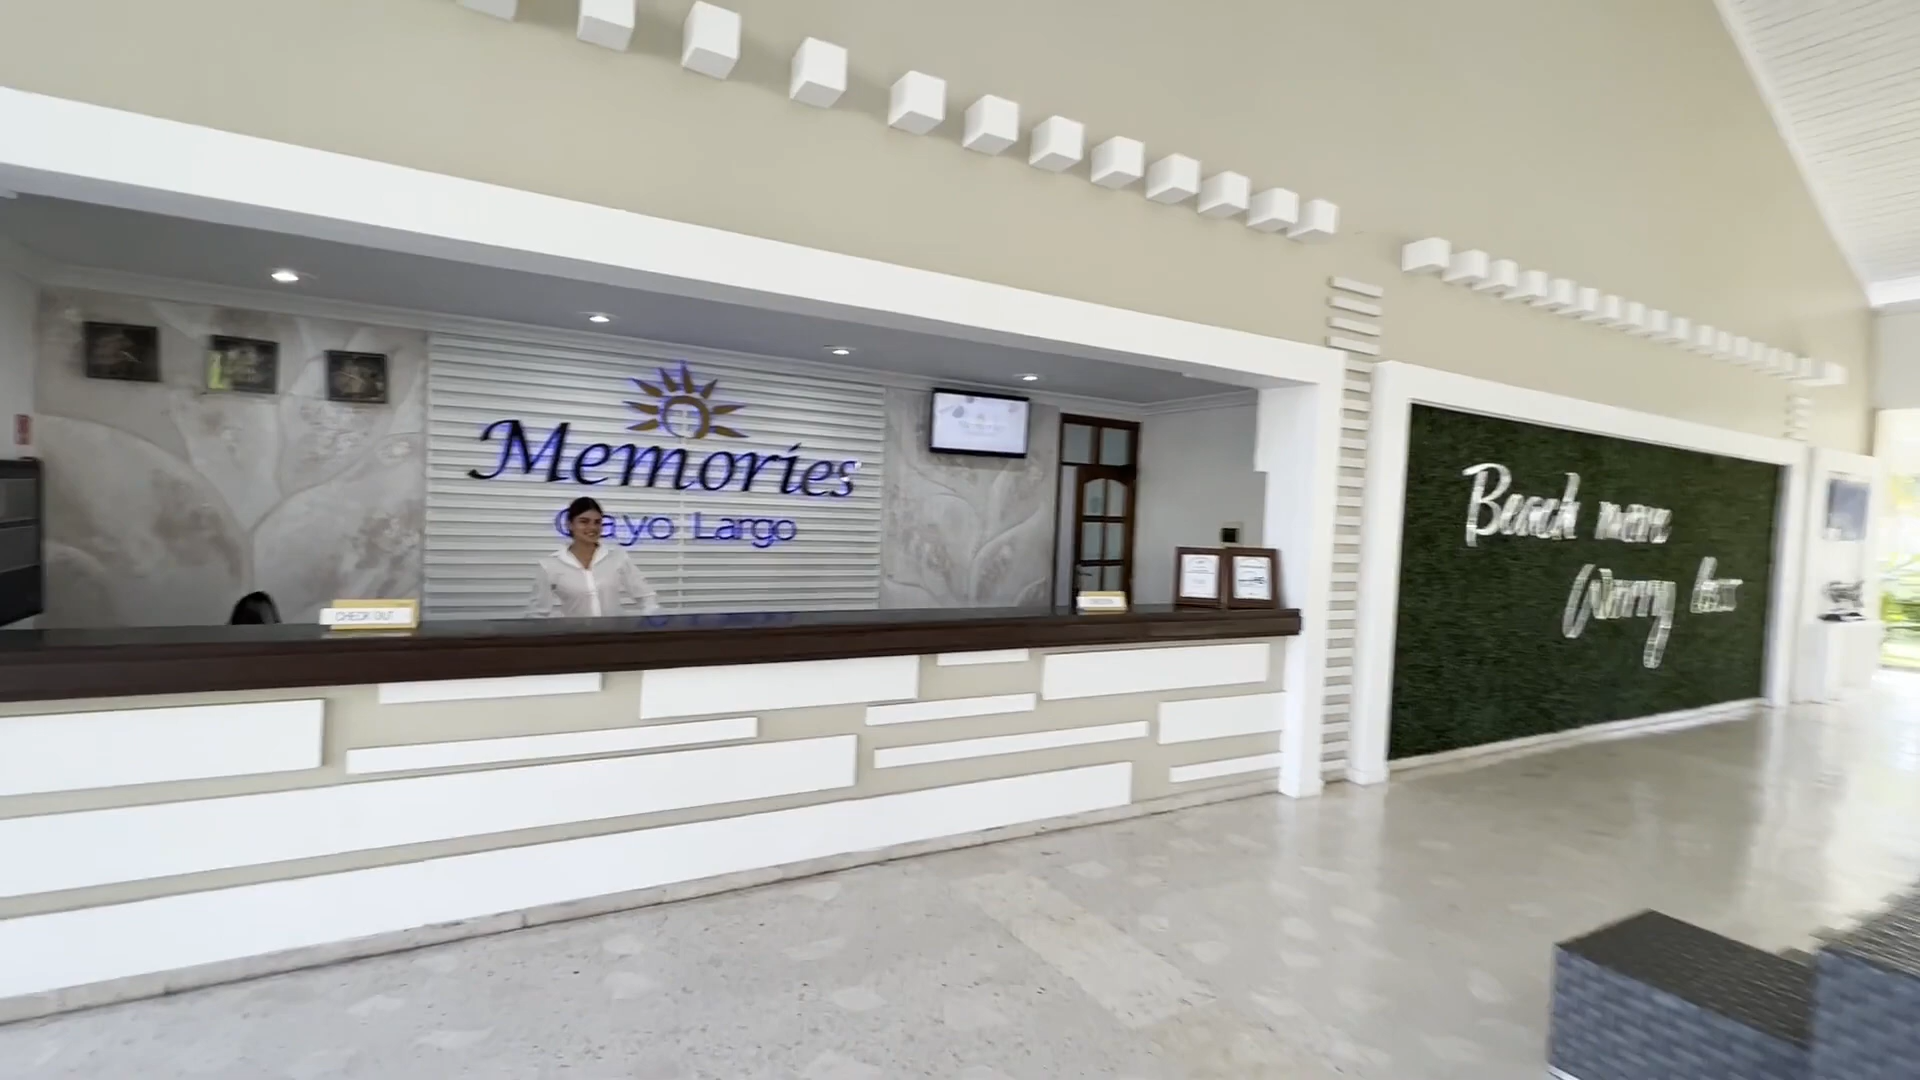 Memories
Cayo Largo
CHECK OUT
Beach more
Worry less